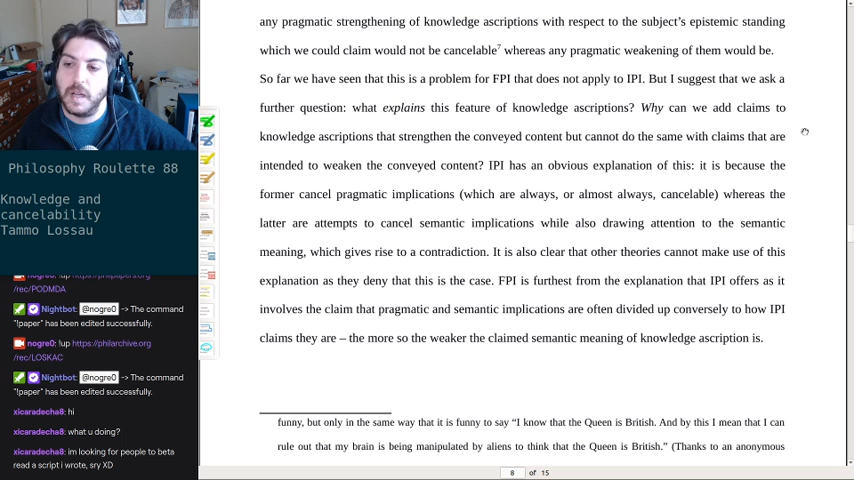 any pragmatic strengthening of knowledge ascriptions with respect to the subject's epistemic standing
which we could claim would not be cancelable7 whereas any pragmatic weakening of them would be.
So far we have seen that this is a problem for FPI that does not apply to IPI. But I suggest that we ask a
further question: what explains this feature of knowledge ascriptions? Why can we add claims to
knowledge ascriptions that strengthen the conveyed content but cannot do the same with claims that are
intended to weaken the conveyed content? IPI has an obvious explanation of this: it is because the
former cancel pragmatic implications (which are always, or almost always, cancelable) whereas the
latter are attempts to cancel semantic implications while also drawing attention to the semantic
meaning, which gives rise to a contradiction. It is also clear that other theories cannot make use of this
explanation as they deny that this is the case. FPI is furthest from the explanation that IPI offers as it
involves the claim that pragmatic and semantic implications are often divided up conversely to how IPI
claims they are – the more so the weaker the claimed semantic meaning of knowledge ascription is.
funny, but only in the same way that it is funny to say “I know that the Queen is British. And by this I mean that I can
rule out that my brain is being manipulated by aliens to think that the Queen is British.” (Thanks to an anonymous
8 of 15
Philosophy Roulette 88
Knowledge and
cancelability
Tammo Lossau
nogre0: !up https://philpapers.org
/rec/PODMDA
Nightbot: @nogre0 -> The command
"!paper" has been edited successfully.
nogre0: !up https://philarchive.org
/rec/LOSKAC
Nightbot: @nogre0 -> The command
"!paper" has been edited successfully.
xicaradecha8: hi
xicaradecha8: what u doing?
xicaradecha8: im looking for people to beta
read a script i wrote, sry XD